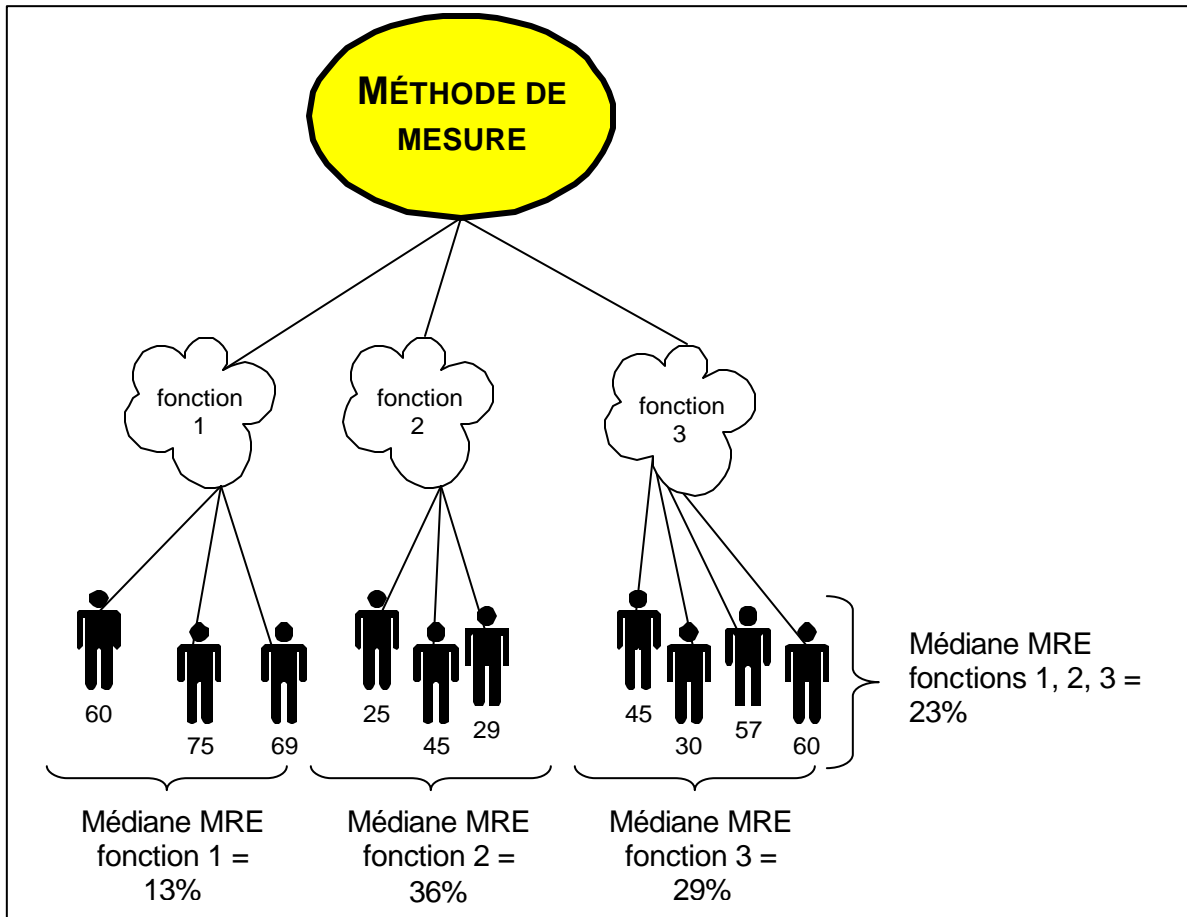 MÉTHODE DE
MESURE
fonction
1
fonction
2
fonction
3
60
75
69
25
45
29
45
30
57
60
Médiane MRE
fonctions 1, 2, 3 =
23%
Médiane MRE
fonction 1 =
13%
Médiane MRE
fonction 2 =
36%
Médiane MRE
fonction 3 =
29%